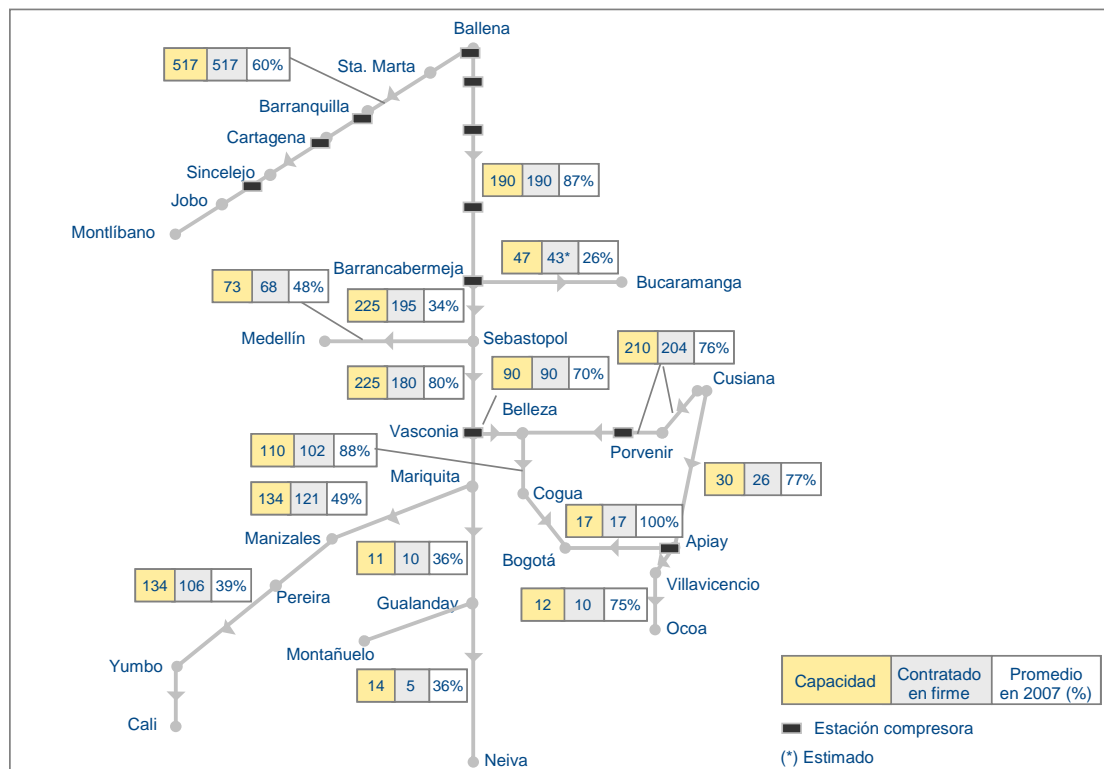 Ballena
517 517 60%
Sta. Marta
Barranquilla
Cartagena
Sincelejo
Jobo
Montlíbano
190 190 87%
47 43* 26%
Barrancabermeja
Bucaramanga
73 68 48%
225 195 34%
Medellín
Sebastopol
210 204 76%
225 180 80%
90 90 70%
Cusiana
Belleza
Vasconia
Porvenir
110 102 88%
Mariquita
30 26 77%
134 121 49%
Cogua
17 17 100%
Manizales
Bogotá
Apiay
11 10 36%
134 106 39%
Pereira
Villavicencio
Gualanday
12 10 75%
Ocoa
Montañuelo
Yumbo
14 5 36%
Cali
Neiva
Capacidad
Contratado
en firme
Promedio
en 2007 (%)
Estación compresora
(*) Estimado